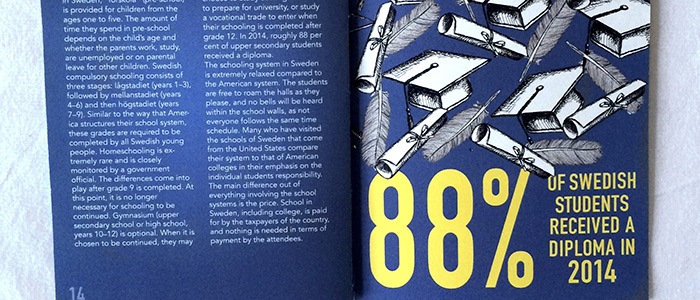 in Sweden, "förskola" (pre-school)
is provided for children from the
ages one to five. The amount of
time they spend in pre-school
depends on the child's age and
whether the parents work, study,
are unemployed or on parental
leave for other children. Swedish
compulsory schooling consists of
three stages: lågstadiet (years 1–3),
followed by mellanstadiet (years
4–6) and then högstadiet (years
7–9). Similar to the way that Amer-
ica structures their school system,
these grades are required to be
completed by all Swedish young
people. Homeschooling is ex-
tremely rare and is closely
monitored by a government
official. The differences come into
play after grade 9 is completed. At
this point, it is no longer
necessary for schooling to be
continued. Gymnasium (upper
secondary school or high school,
years 10–12) is optional. When it is
chosen to be continued, they may
14
to prepare for university, or study
a vocational trade to enter when
their schooling is completed after
grade 12. In 2014, roughly 88 per
cent of upper secondary students
received a diploma.
The schooling system in Sweden
is extremely relaxed compared to
the American system. The students
are free to roam the halls as they
please, and no bells will be heard
within the school walls, as not
everyone follows the same time
schedule. Many who have visited
the schools of Sweden that come
from the United States compare
their system to that of American
colleges in their emphasis on the
individual students responsibility.
The main difference out of
everything involving the school
systems is the price. School in
Sweden, including college, is paid
for by the taxpayers of the country,
and nothing is needed in terms of
payment by the attendees.
88%
OF SWEDISH
STUDENTS
RECEIVED A
DIPLOMA IN
2014